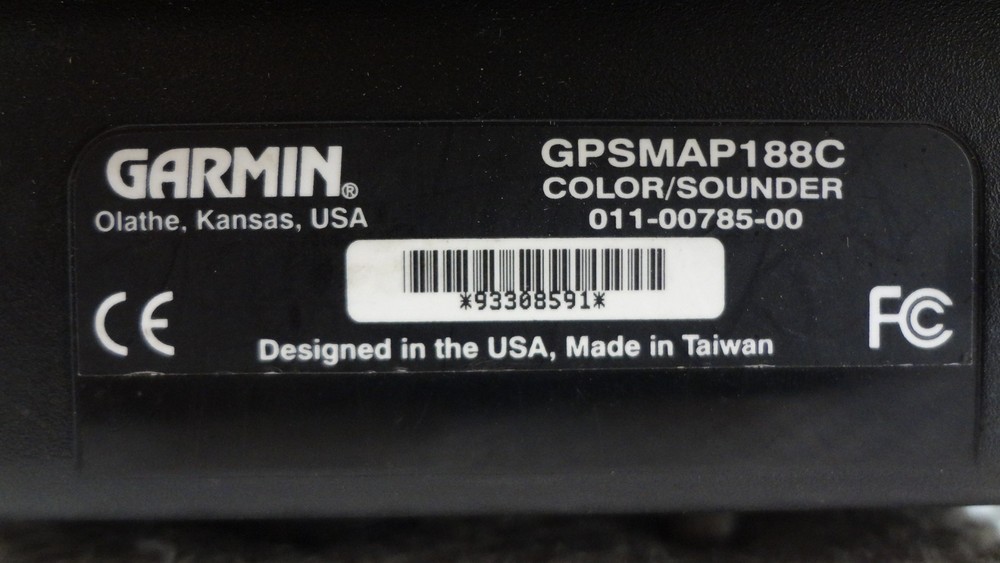 GARMIN®
Olathe, Kansas, USA
GPSMAP188C
COLOR/SOUNDER
011-00785-00
*93308591*
CE
FC
Designed in the USA, Made in Taiwan